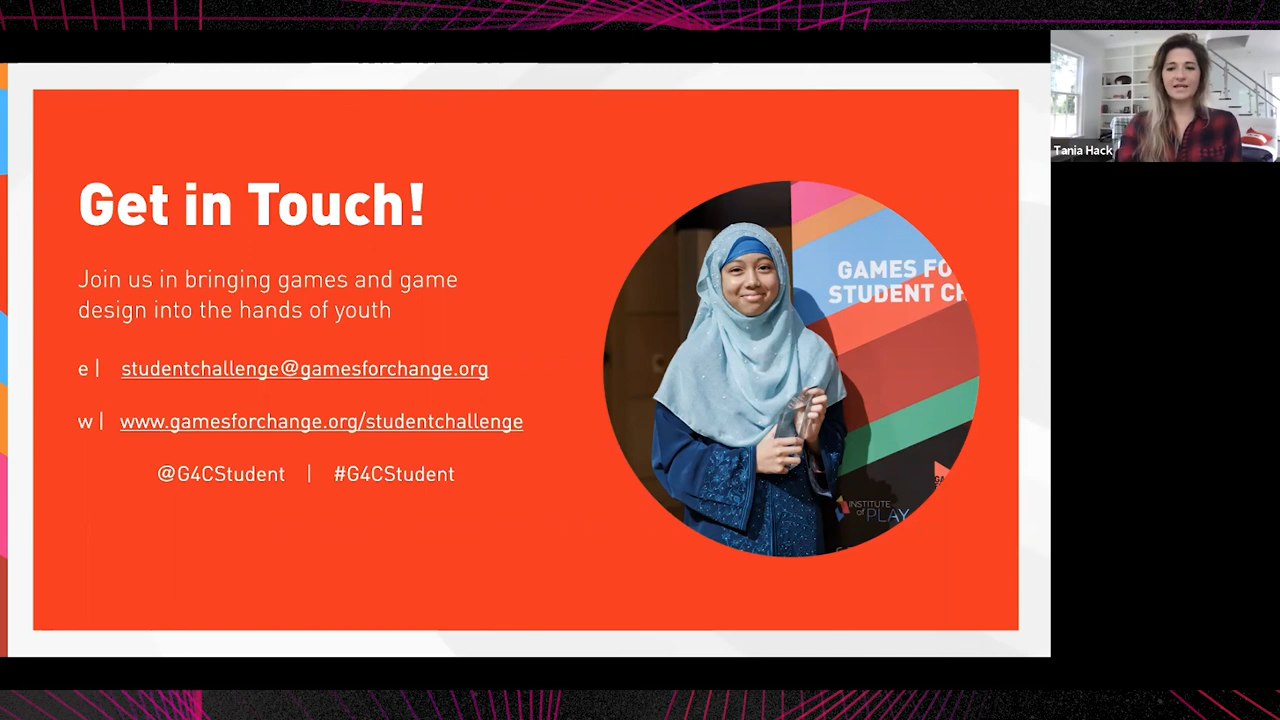 Get in Touch!
Join us in bringing games and game
design into the hands of youth
e | studentchallenge@gamesforchange.org
w | www.gamesforchange.org/studentchallenge
@G4CStudent | #G4CStudent
GAMES FO
STUDENT CH
INSTITUTE
of PLAY
Tania Hack